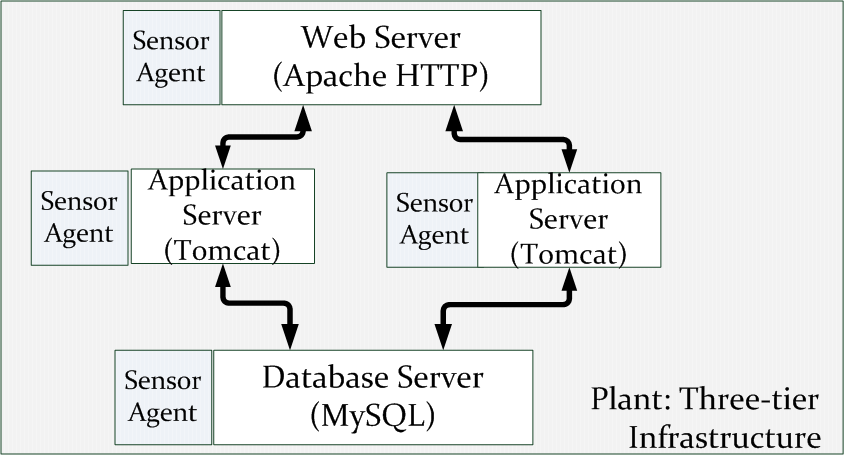 Sensor
Agent
Web Server
(Apache HTTP)
Sensor
Agent
Application
Server
(Tomcat)
Sensor
Agent
Application
Server
(Tomcat)
Sensor
Agent
Database Server
(MySQL)
Plant: Three-tier
Infrastructure